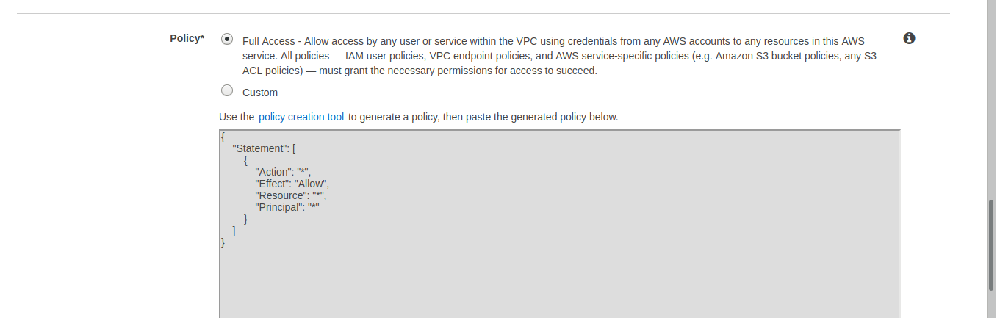 Policy* Full Access - Allow access by any user or service within the VPC using credentials from any AWS accounts to any resources in this AWS
service. All policies — IAM user policies, VPC endpoint policies, and AWS service-specific policies (e.g. Amazon S3 bucket policies, any S3
ACL policies) — must grant the necessary permissions for access to succeed.
Custom
Use the policy creation tool to generate a policy, then paste the generated policy below.
{
    "Statement": [
        {
            "Action": "*",
            "Effect": "Allow",
            "Resource": "*",
            "Principal": "*"
        }
    ]
}